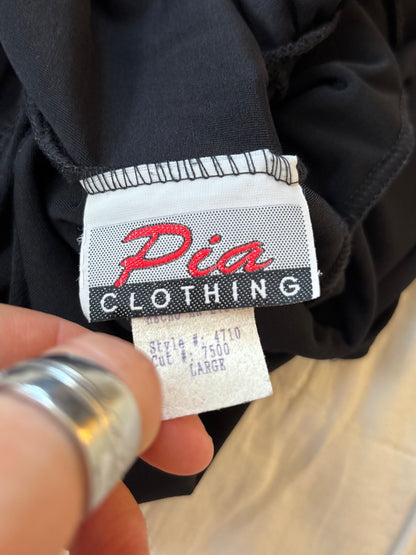 Pia
CLOTHING
Style #: 4710
Cut #: 7500
LARGE